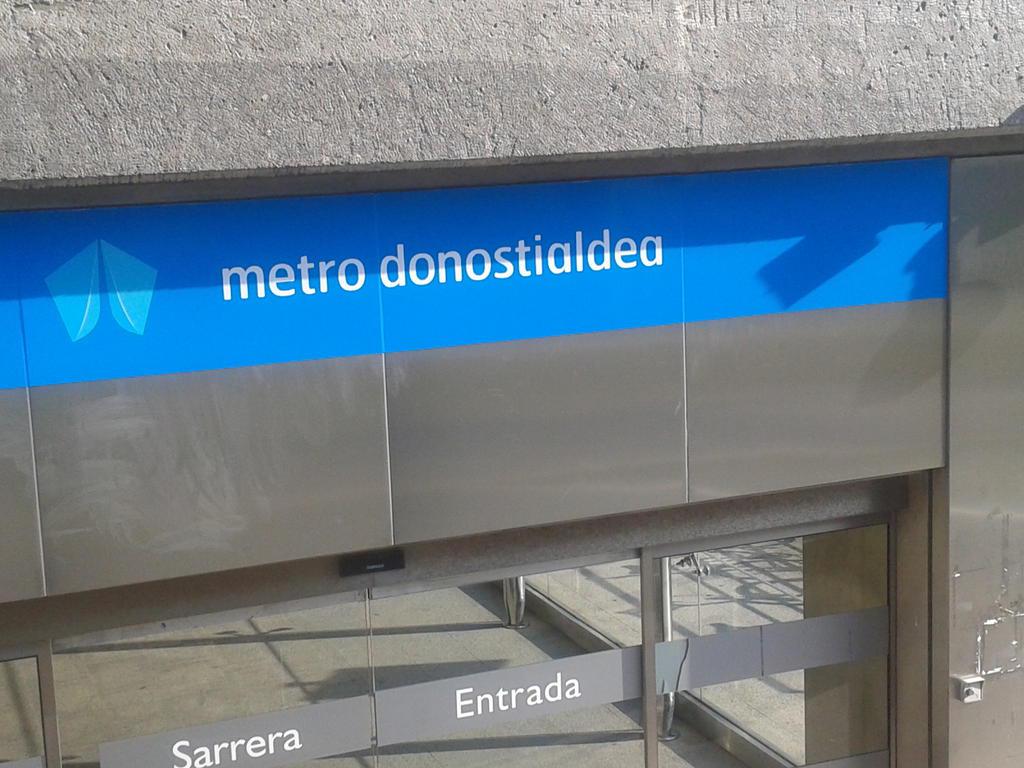 metro donostialdea
Entrada
Sarrera